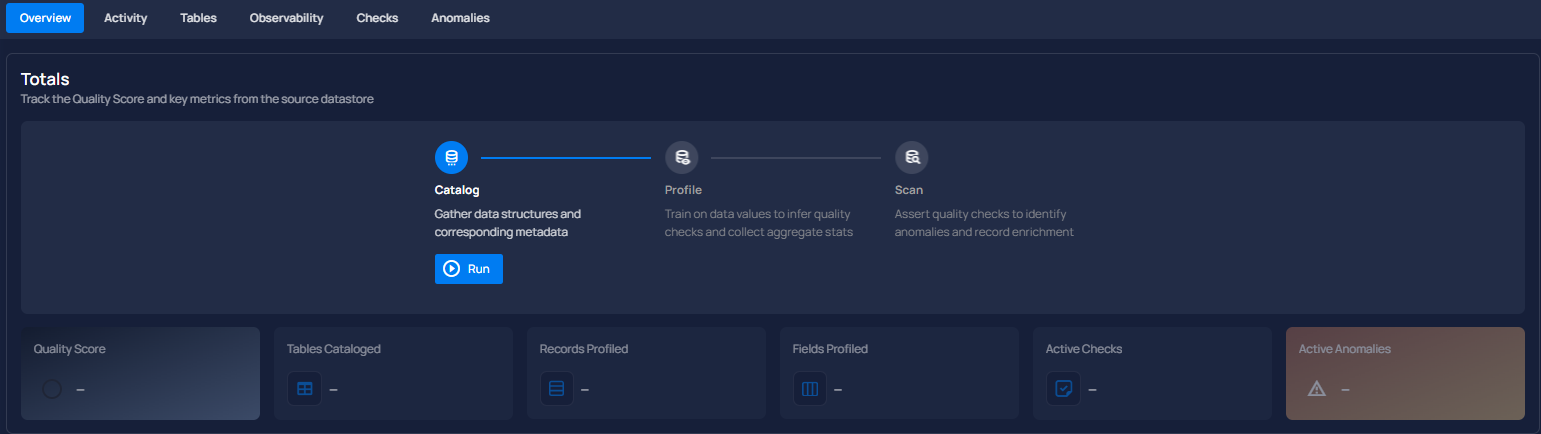 Overview Activity Tables Observability Checks Anomalies
Totals
Track the Quality Score and key metrics from the source datastore
Catalog
Gather data structures and
corresponding metadata
Run
Profile
Train on data values to infer quality
checks and collect aggregate stats
Scan
Assert quality checks to identify
anomalies and record enrichment
Quality Score
–
Tables Cataloged
–
Records Profiled
–
Fields Profiled
–
Active Checks
–
Active Anomalies
–